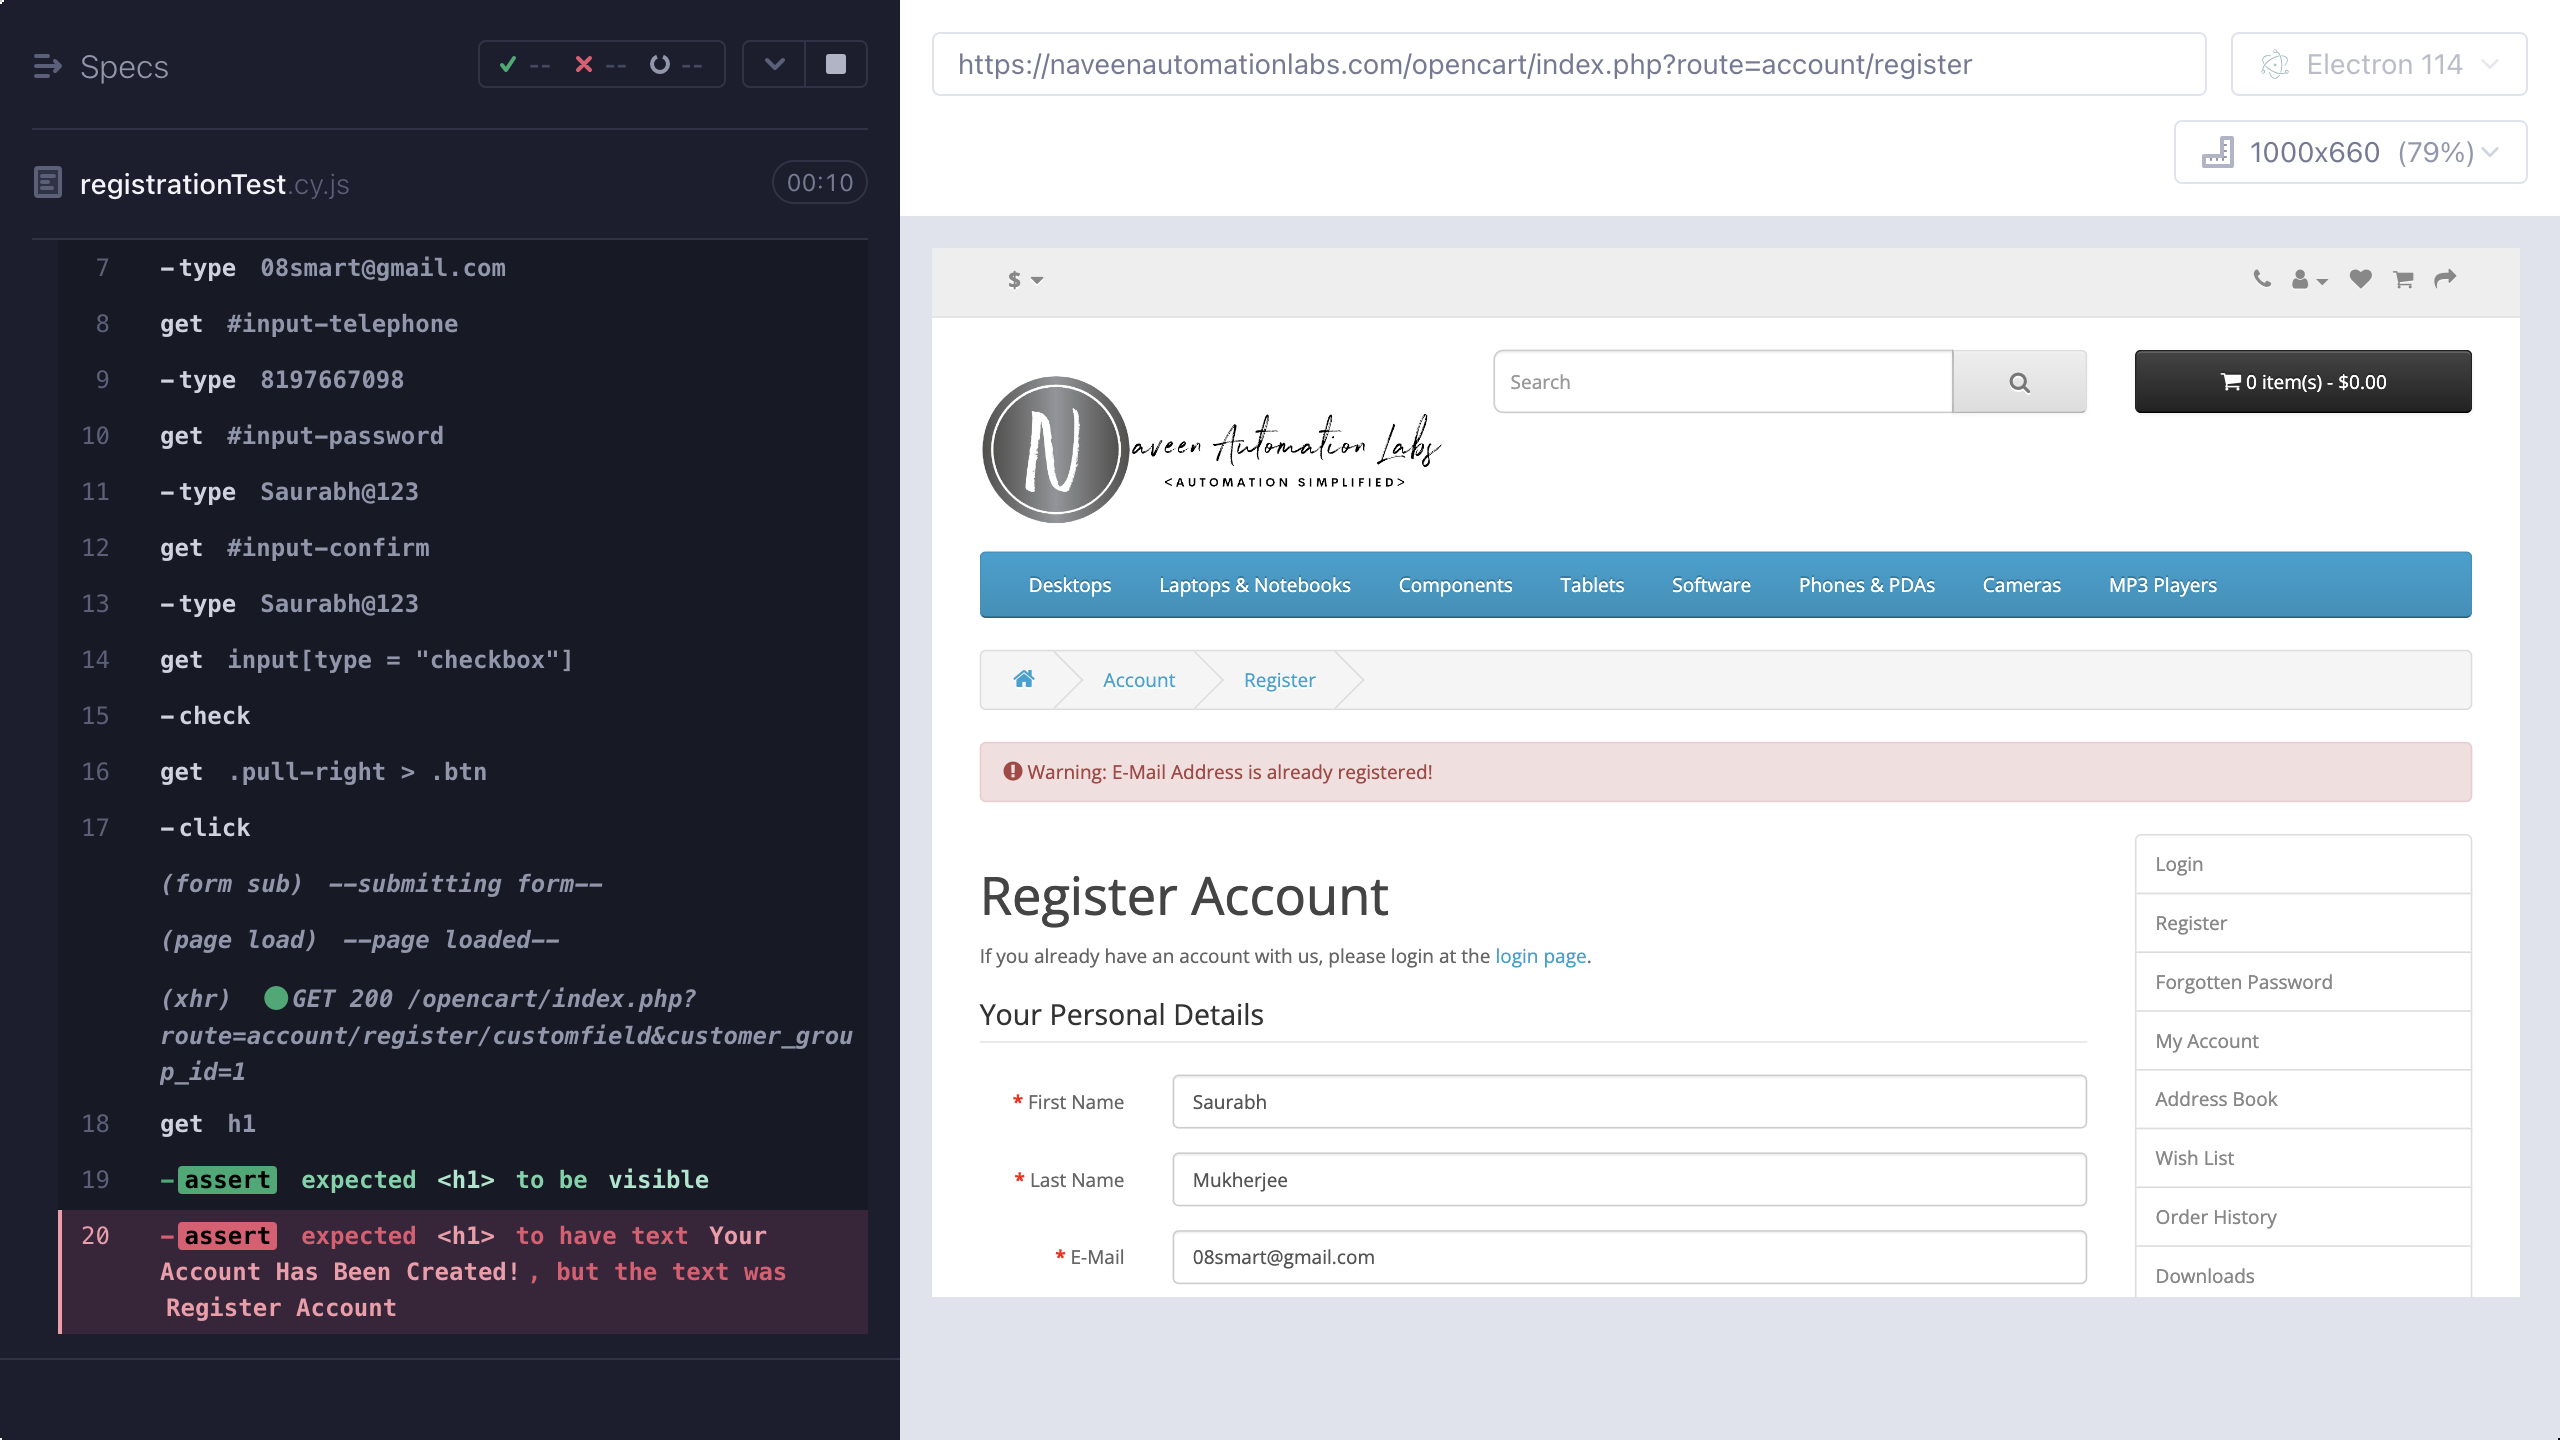 Specs
-- -- --
registrationTest.cy.js
00:10
7 -type 08smart@gmail.com
8 get #input-telephone
9 -type 8197667098
10 get #input-password
11 -type Saurabh@123
12 get #input-confirm
13 -type Saurabh@123
14 get input[type = "checkbox"]
15 -check
16 get .pull-right > .btn
17 -click
(form sub) --submitting form--
(page load) --page loaded--
(xhr) GET 200 /opencart/index.php?
route=account/register/customfield&customer_grou
p_id=1
18 get h1
19 -assert expected <h1> to be visible
20 -assert expected <h1> to have text Your
Account Has Been Created!, but the text was
Register Account
https://naveenautomationlabs.com/opencart/index.php?route=account/register
Electron 114
1000x660 (79%)
$
Search
0 item(s) - $0.00
N
aveen Automation Labs
<AUTOMATION SIMPLIFIED>
Desktops Laptops & Notebooks Components Tablets Software Phones & PDAs Cameras MP3 Players
Account Register
Warning: E-Mail Address is already registered!
Register Account
If you already have an account with us, please login at the login page.
Your Personal Details
* First Name Saurabh
* Last Name Mukherjee
* E-Mail 08smart@gmail.com
Login
Register
Forgotten Password
My Account
Address Book
Wish List
Order History
Downloads